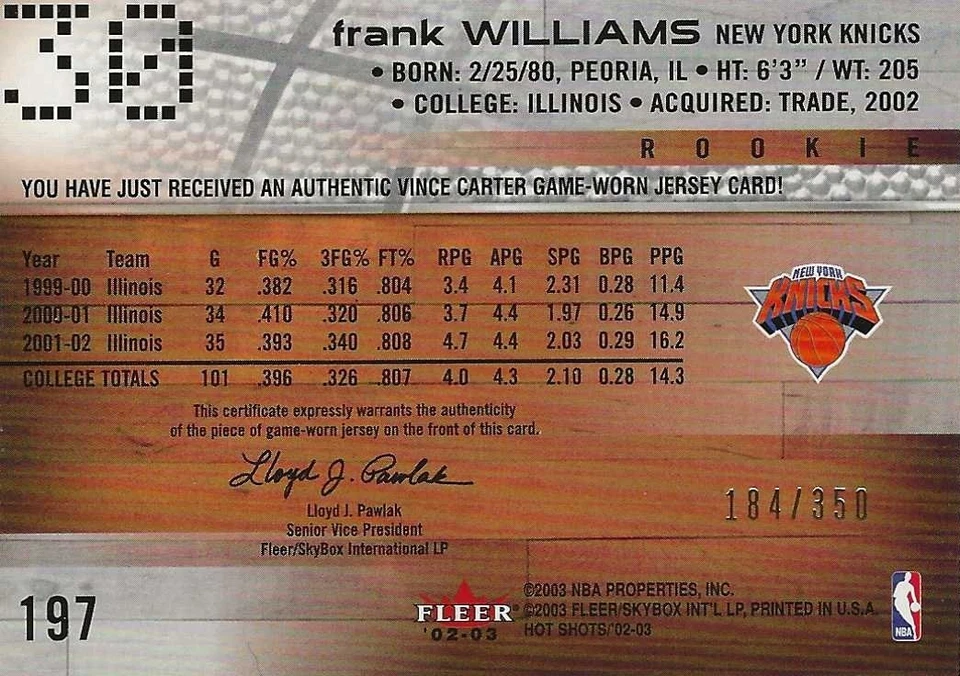 30
frank WILLIAMS NEW YORK KNICKS
• BORN: 2/25/80, PEORIA, IL • HT: 6'3" / WT: 205
• COLLEGE: ILLINOIS • ACQUIRED: TRADE, 2002
ROOKIE
YOU HAVE JUST RECEIVED AN AUTHENTIC VINCE CARTER GAME-WORN JERSEY CARD!
Year Team G FG% 3FG% FT% RPG APG SPG BPG PPG
1999-00 Illinois 32 .382 .316 .804 3.4 4.1 2.31 0.28 11.4
2000-01 Illinois 34 .410 .320 .806 3.7 4.4 1.97 0.26 14.9
2001-02 Illinois 35 .393 .340 .808 4.7 4.4 2.03 0.29 16.2
COLLEGE TOTALS 101 .396 .326 .807 4.0 4.3 2.10 0.28 14.3
NEW YORK
KNICKS
This certificate expressly warrants the authenticity
of the piece of game-worn jersey on the front of this card.
Lloyd J. Pawlak
Lloyd J. Pawlak
Senior Vice President
Fleer/SkyBox International LP
184/350
197
FLEER
'02-03
©2003 NBA PROPERTIES, INC.
©2003 FLEER/SKYBOX INT'L LP, PRINTED IN U.S.A.
HOT SHOTS/'02-03
NBA